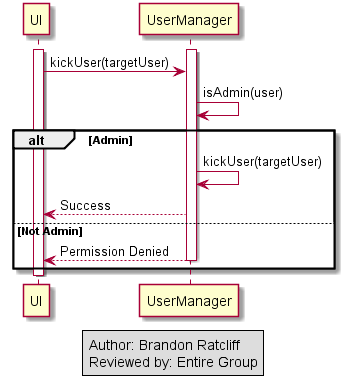 UI UserManager
kickUser(targetUser)
isAdmin(user)
alt [Admin]
kickUser(targetUser)
Success
[Not Admin]
Permission Denied
UI UserManager
Author: Brandon Ratcliff
Reviewed by: Entire Group